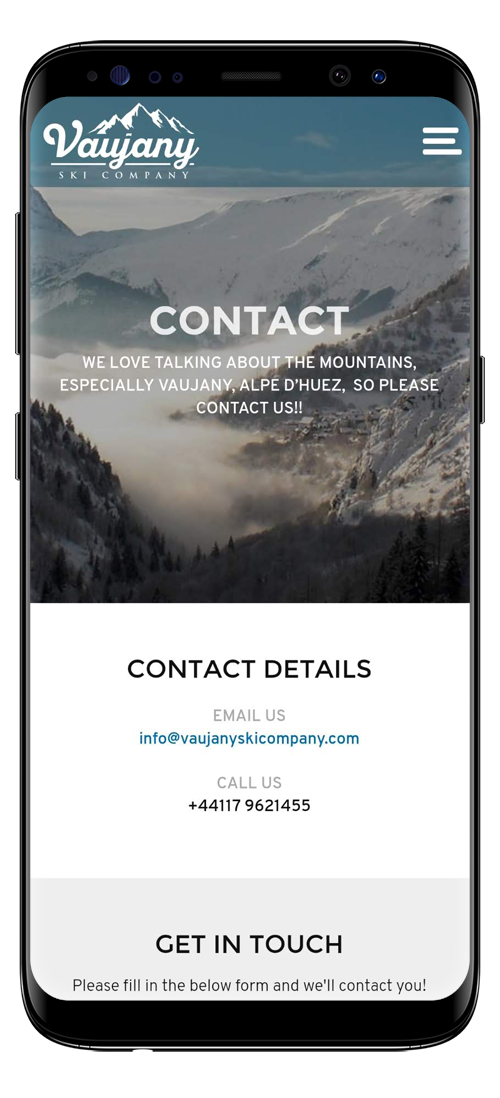 Vaujany
SKI COMPANY
CONTACT
WE LOVE TALKING ABOUT THE MOUNTAINS,
ESPECIALLY VAUJANY, ALPE D'HUEZ,  SO PLEASE
CONTACT US!!
CONTACT DETAILS
EMAIL US
info@vaujanyskicompany.com
CALL US
+44117 9621455
GET IN TOUCH
Please fill in the below form and we'll contact you!